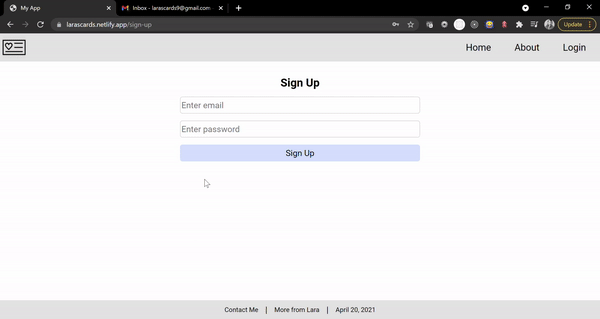 My App
Inbox - larascards9@gmail.com
larascards.netlify.app/sign-up
Update
Home
About
Login
Sign Up
Enter email
Enter password
Sign Up
Contact Me | More from Lara | April 20, 2021